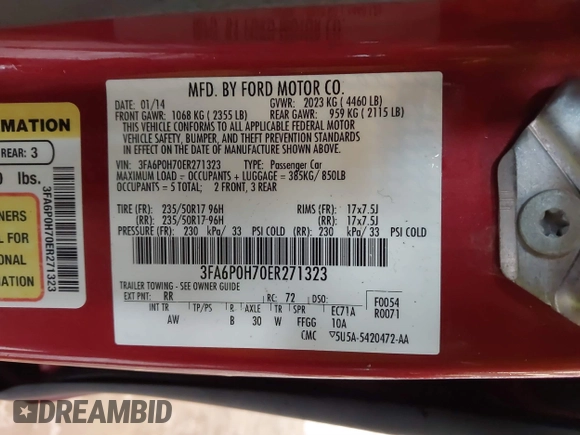 MFD. BY FORD MOTOR CO.
DATE: 01/14 GVWR: 2023 KG ( 4460 LB)
FRONT GAWR: 1068 KG ( 2355 LB) REAR GAWR: 959 KG ( 2115 LB)
THIS VEHICLE CONFORMS TO ALL APPLICABLE FEDERAL MOTOR
VEHICLE SAFETY, BUMPER, AND THEFT PREVENTION STANDARDS
IN EFFECT ON THE DATE OF MANUFACTURE SHOWN ABOVE.
VIN: 3FA6P0H70ER271323 TYPE: Passenger Car
MAXIMUM LOAD = OCCUPANTS + LUGGAGE = 385KG/ 850LB
OCCUPANTS = 5 TOTAL; 2 FRONT, 3 REAR
TIRE (FR): 235/50R17 96H RIMS (FR): 17x7.5J
(RR): 235/50R17 96H (RR): 17x7.5J
PRESSURE (FR): 230 kPa/ 33 PSI COLD (RR): 230 kPa/ 33 PSI COLD
3FA6P0H70ER271323
TRAILER TOWING - SEE OWNER GUIDE
EXT PNT: RR RC: 72 DSO: F0054
INT TR TP/PS R AXLE TR SPR EC71A R0071
AW B 30 W FFGG 10A
CMC 5U5A-5420472-AA
RMATION
REAR: 3
0 lbs.
NERS
L FOR
ONAL
MATION
3FA6P0H70ER271323
DREAMBID